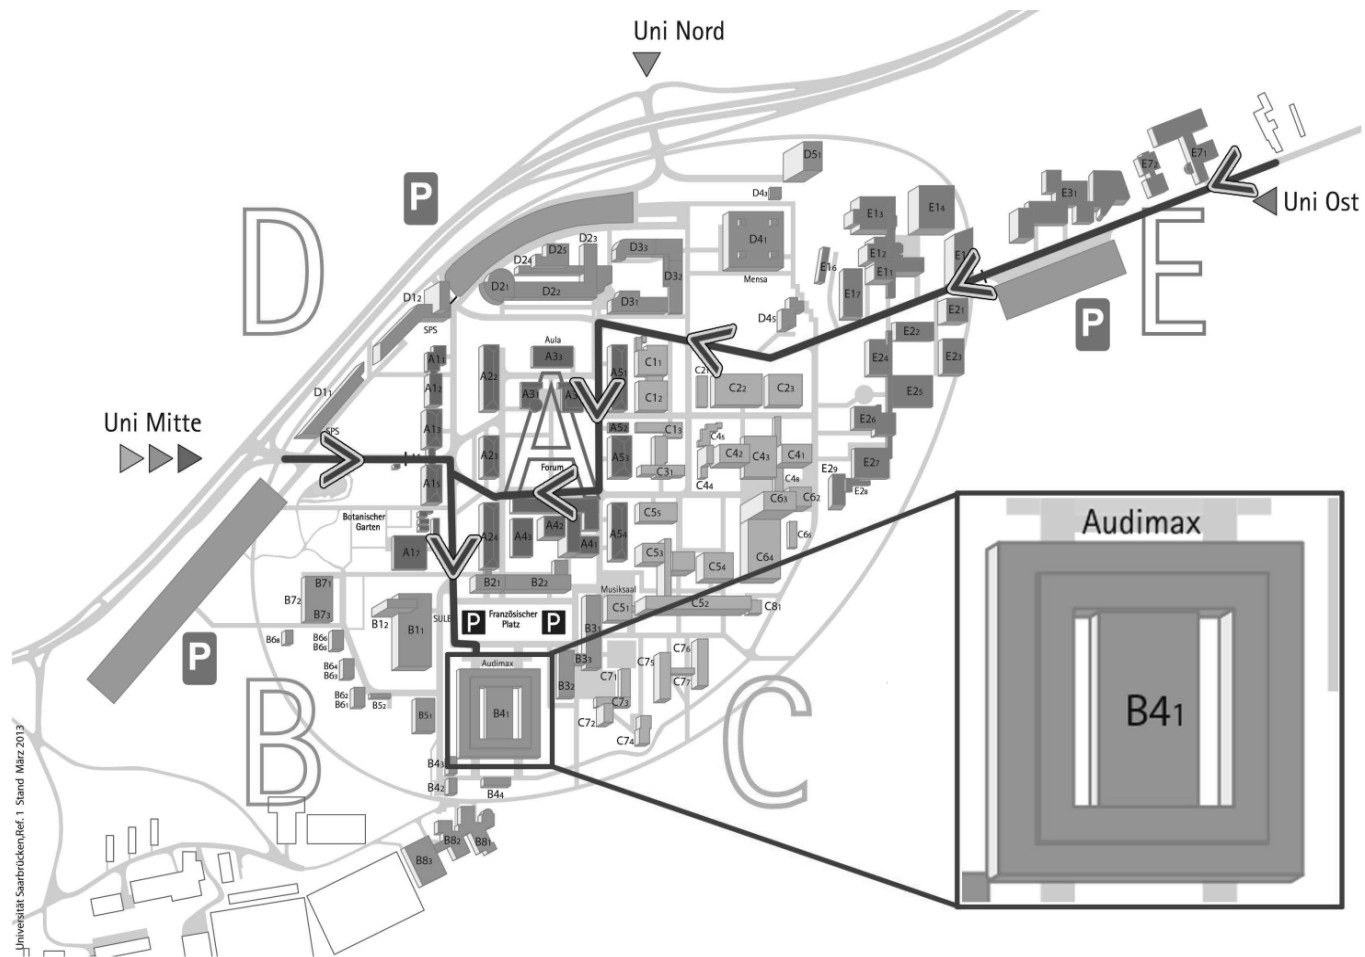 Uni Nord
D51
P
D43
E72
E71
E31
Uni Ost
D
E
E14
E13
D23
D25
D24
D33
D41
E12
E11
E16
D32
D21
D22
Mensa
E17
D12
D31
SPS
D45
E21
P
E22
Aula
A33
A11
A22
A51
C11
E24
E23
D11
A12
A31
C21
C22
C23
C12
E25
Uni Mitte
A
SPS
A13
A52
C13
C45
E26
A23
A53
C42
C43
C41
Forum
C31
C44
C48
E29
E27
A15
E28
C63
C62
Botanischer
Garten
A24
A42
A54
C55
C65
A43
A41
A17
C53
C54
C64
B71
B21
B22
Musiksaal
B72
B73
C51
C52
C81
B12
B11
SULB
P
Französischer
Platz
P
B31
B68
B66
B65
B33
C76
C75
P
B64
B63
Audimax
B32
C71
C77
B62
B61
B52
B51
B41
C73
C72
C74
B
C
B43
B42
B44
B82
B81
B83
Audimax
B41
Universität Saarbrücken,Ref. 1 Stand März 2013